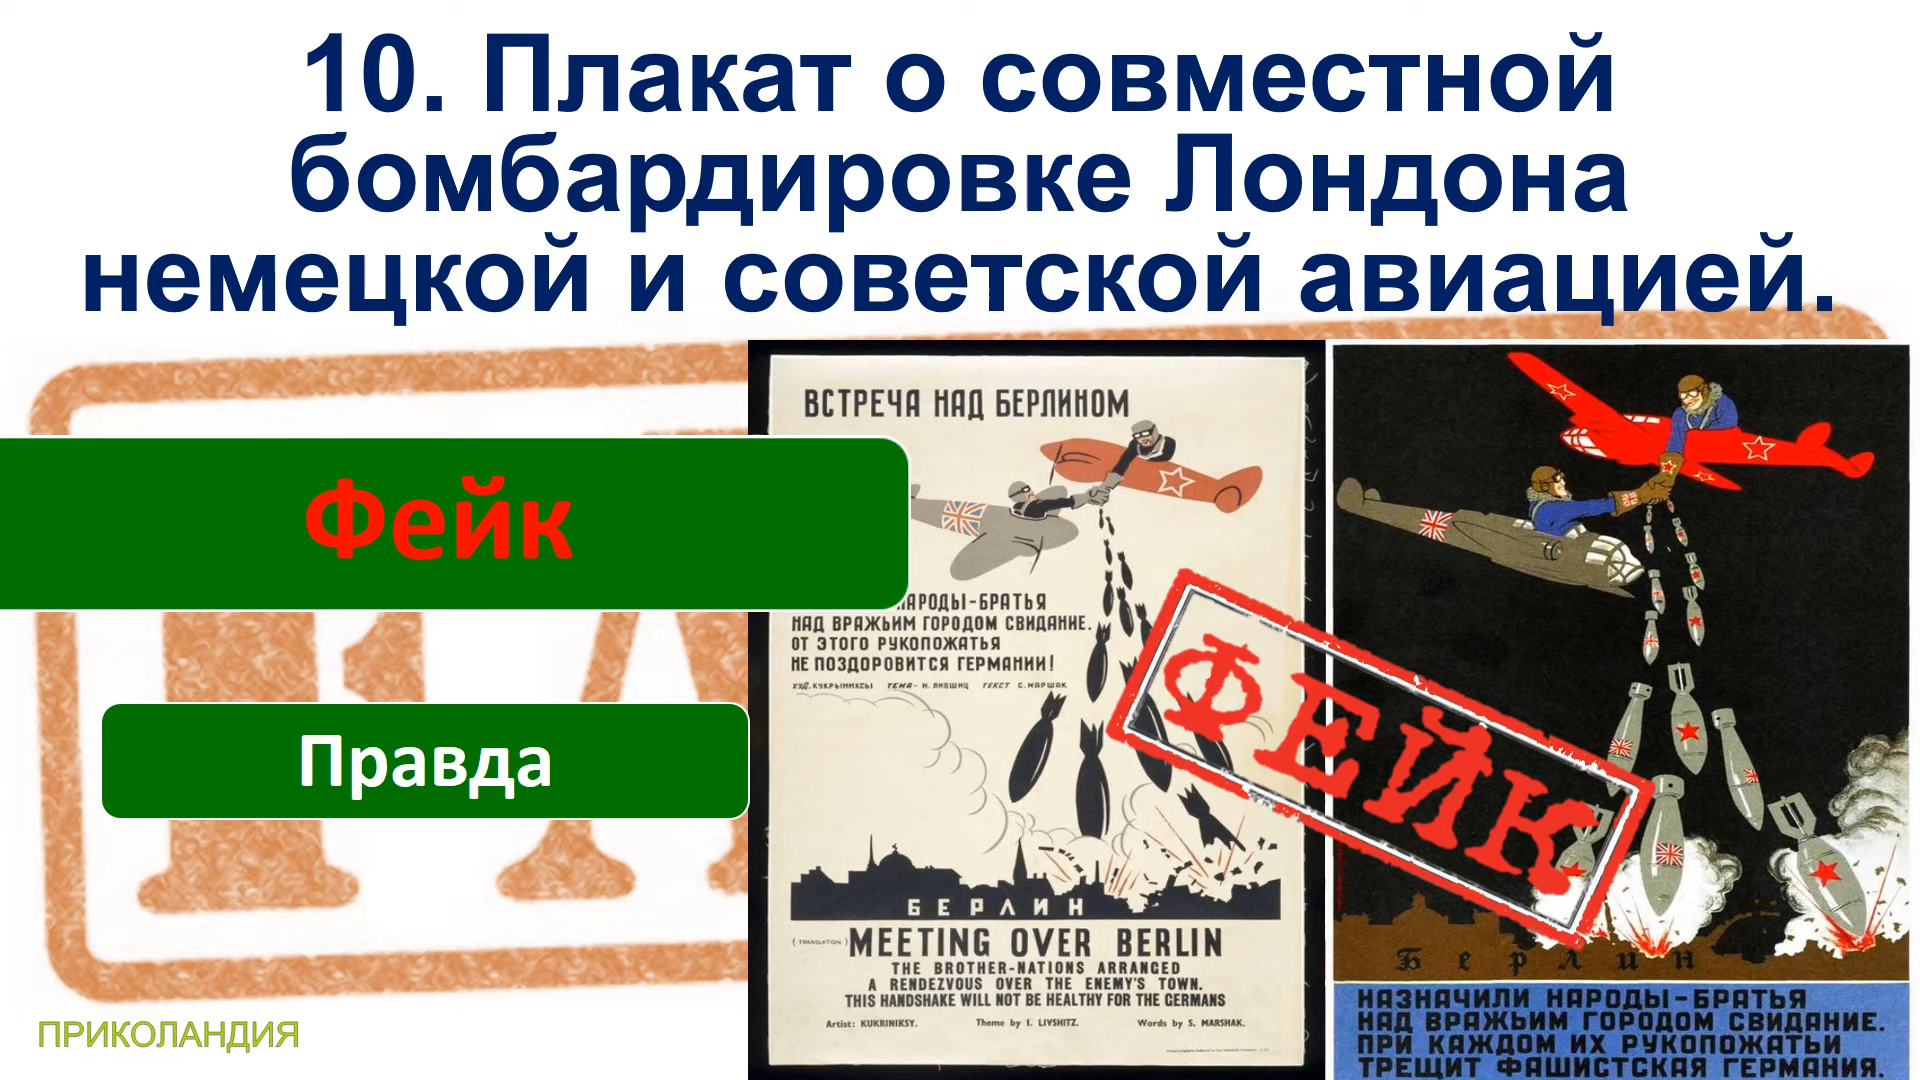 10. Плакат о совместной
бомбардировке Лондона
немецкой и советской авиацией.
Фейк
Правда
ПРИКОЛАНДИЯ
ВСТРЕЧА НАД БЕРЛИНОМ
НАРОДЫ-БРАТЬЯ
НАД ВРАЖЬИМ ГОРОДОМ СВИДАНИЕ.
ОТ ЭТОГО РУКОПОЖАТЬЯ
НЕ ПОЗДОРОВИТСЯ ГЕРМАНИИ!
ХУД. КУКРЫНИКСЫ ТЕМА - И. ЛИВШИЦ ТЕКСТ С. МАРШАК
БЕРЛИН
(TRANSLATION) MEETING OVER BERLIN
THE BROTHER-NATIONS ARRANGED
A RENDEZVOUS OVER THE ENEMY'S TOWN.
THIS HANDSHAKE WILL NOT BE HEALTHY FOR THE GERMANS
Artist: KUKRINIKSY. Theme by I. LIVSHITZ. Words by S. MARSHAK.
ФЕЙК
Берлин
НАЗНАЧИЛИ НАРОДЫ-БРАТЬЯ
НАД ВРАЖЬИМ ГОРОДОМ СВИДАНИЕ.
ПРИ КАЖДОМ ИХ РУКОПОЖАТЬИ
ТРЕЩИТ ФАШИСТСКАЯ ГЕРМАНИЯ.